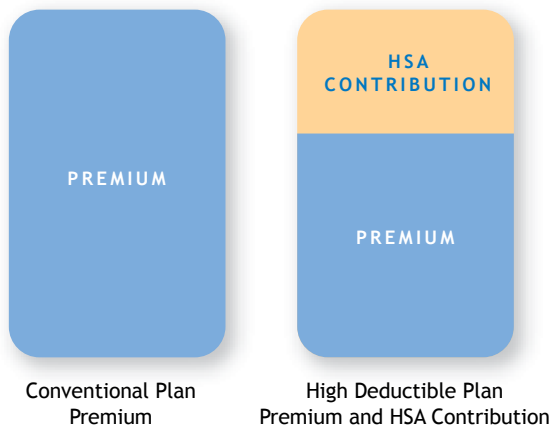 PREMIUM
Conventional Plan
Premium
HSA
CONTRIBUTION
PREMIUM
High Deductible Plan
Premium and HSA Contribution